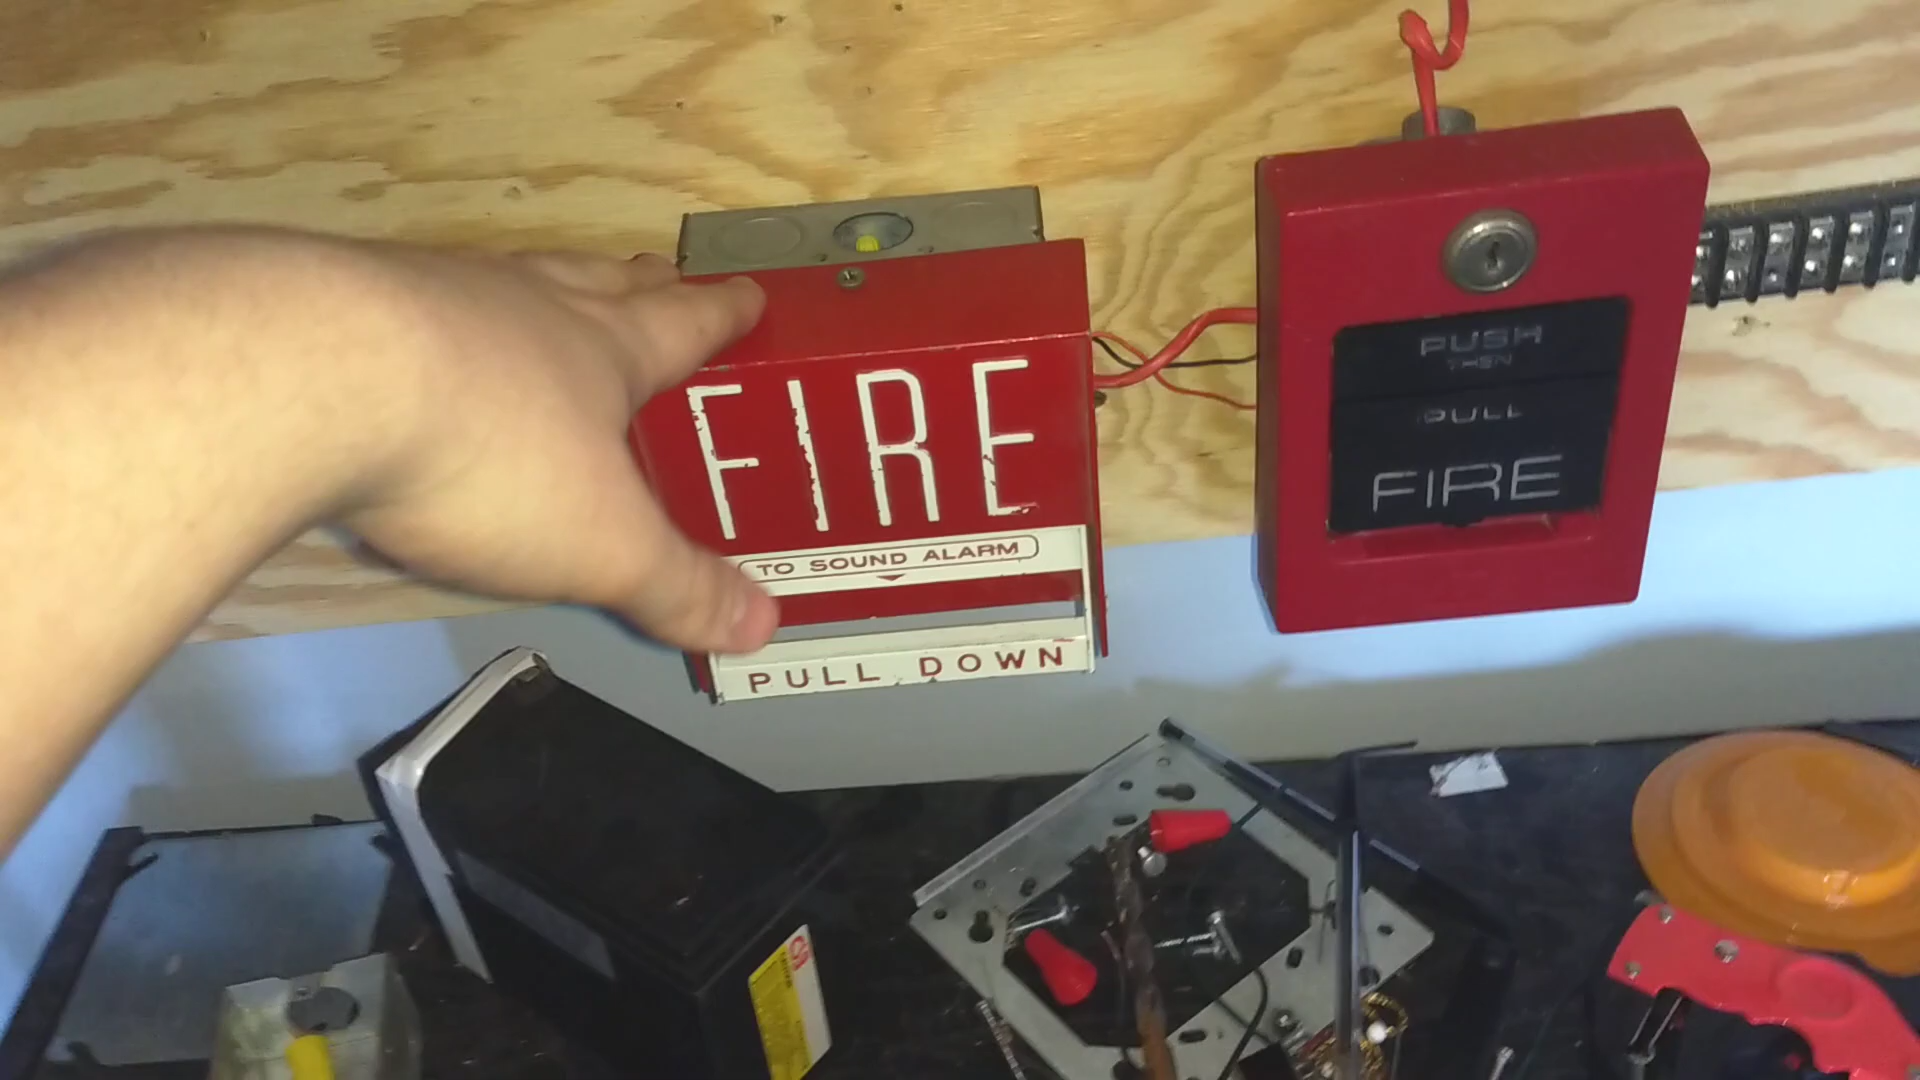 FIRE
TO SOUND ALARM
PULL DOWN
PUSH
THEN
PULL
FIRE